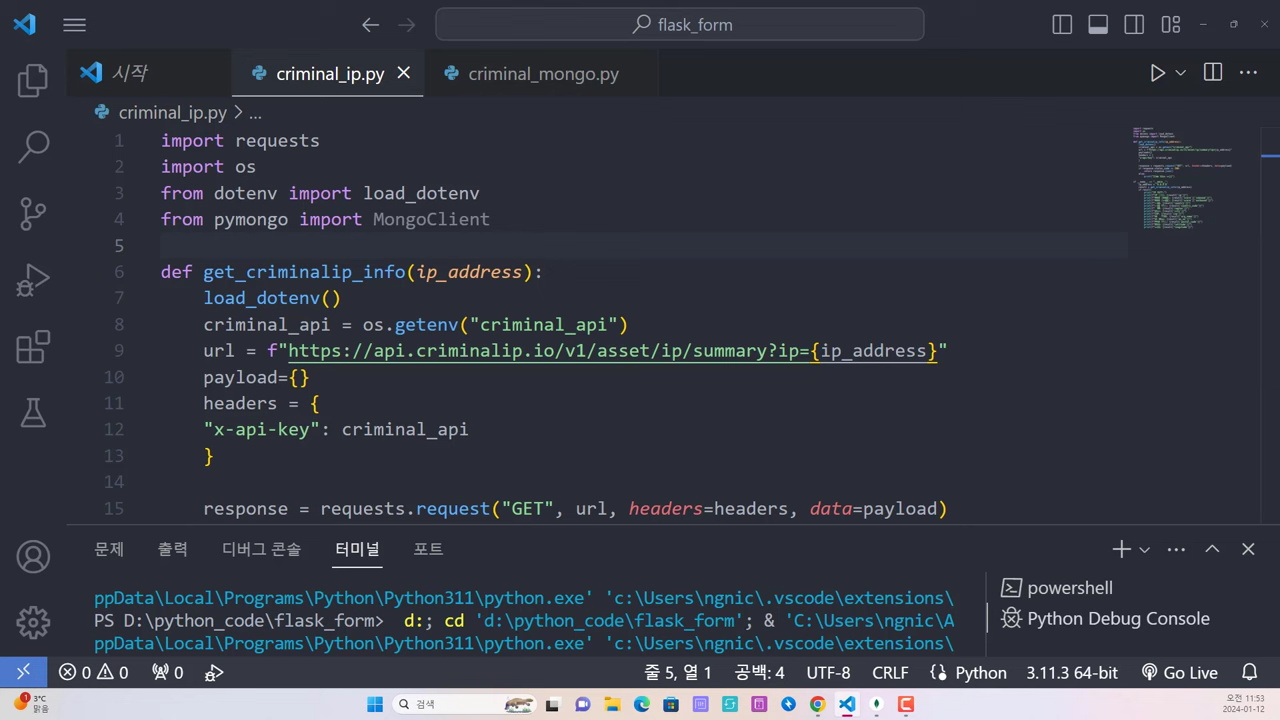 flask_form
시작
criminal_ip.py
criminal_mongo.py
criminal_ip.py > ...
1 import requests
2 import os
3 from dotenv import load_dotenv
4 from pymongo import MongoClient
5
6 def get_criminalip_info(ip_address):
7 load_dotenv()
8 criminal_api = os.getenv("criminal_api")
9 url = f"https://api.criminalip.io/v1/asset/ip/summary?ip={ip_address}"
10 payload={}
11 headers = {
12 "x-api-key": criminal_api
13 }
14
15 response = requests.request("GET", url, headers=headers, data=payload)
문제 출력 디버그 콘솔 터미널 포트
ppData\Local\Programs\Python\Python311\python.exe' 'c:\Users\ngnic\.vscode\extensions\
PS D:\python_code\flask_form> d:; cd 'd:\python_code\flask_form'; & 'C:\Users\ngnic\A
ppData\Local\Programs\Python\Python311\python.exe' 'c:\Users\ngnic\.vscode\extensions\
powershell
Python Debug Console
0 0 0 줄 5, 열 1 공백: 4 UTF-8 CRLF Python 3.11.3 64-bit Go Live
3°C
맑음
검색
오전 11:53
2024-01-12